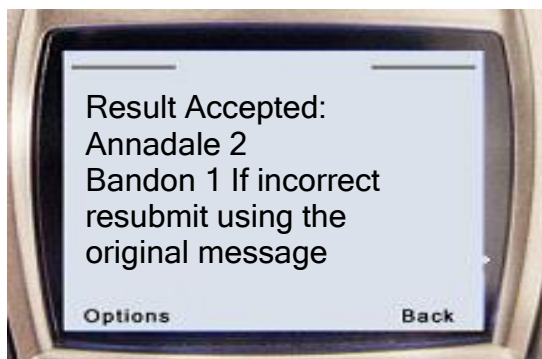 Result Accepted:
Annadale 2
Bandon 1 If incorrect
resubmit using the
original message
Options
Back